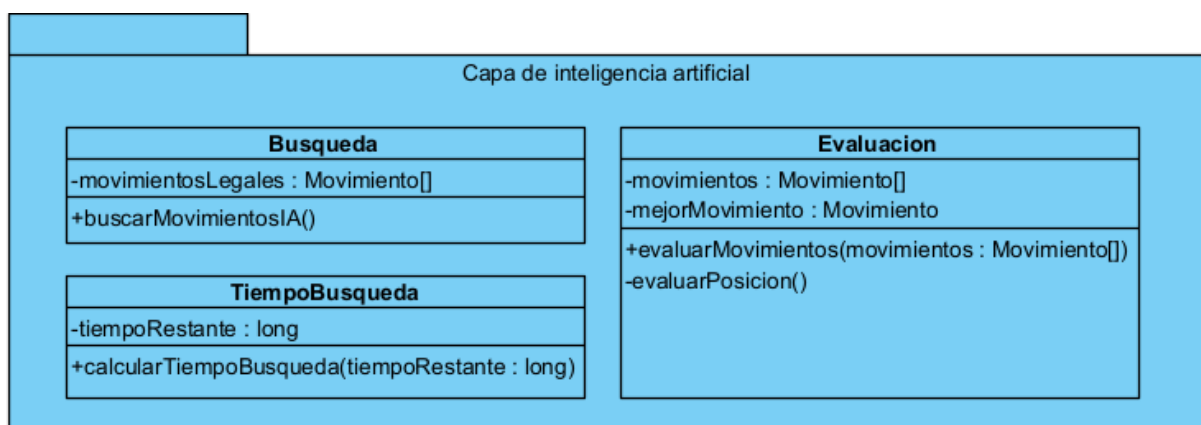 Capa de inteligencia artificial
Busqueda
-movimientosLegales : Movimiento[]
+buscarMovimientosIA()
TiempoBusqueda
-tiempoRestante : long
+calcularTiempoBusqueda(tiempoRestante : long)
Evaluacion
-movimientos : Movimiento[]
-mejorMovimiento : Movimiento
+evaluarMovimientos(movimientos : Movimiento[])
-evaluarPosicion()